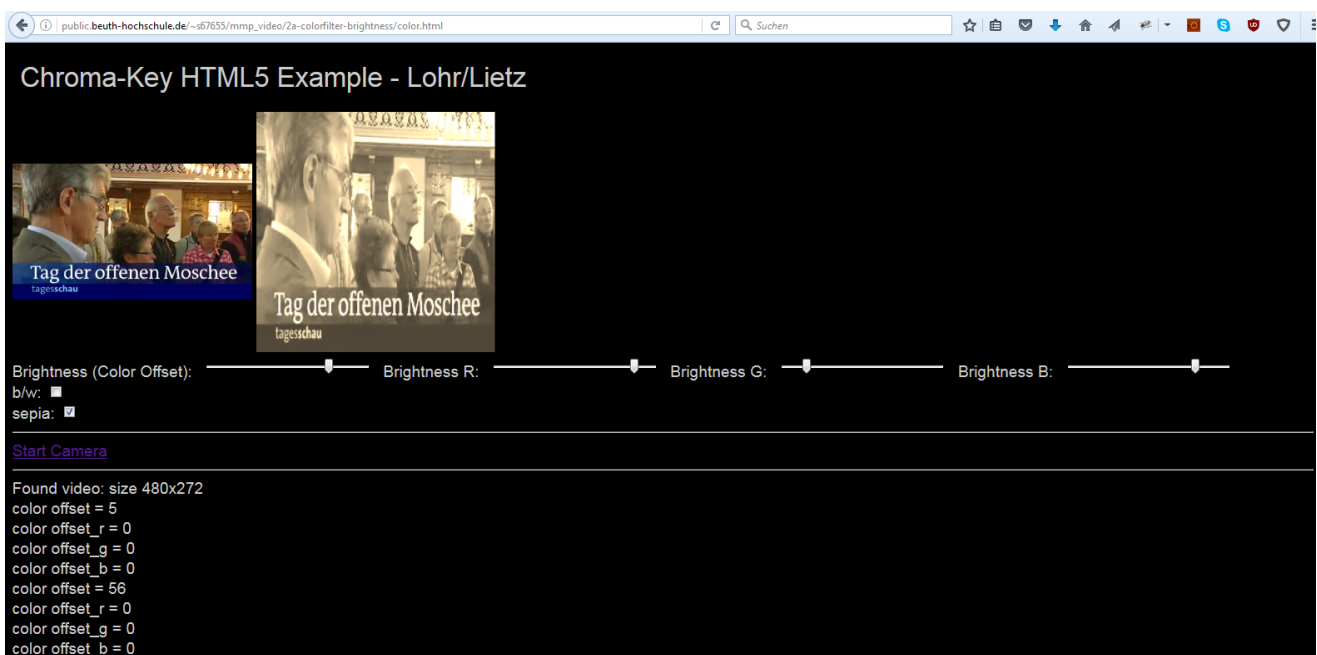 public.beuth-hochschule.de/~s67655/mmp_video/2a-colorfilter-brightness/color.html
Suchen
Chroma-Key HTML5 Example - Lohr/Lietz
Tag der offenen Moschee
tagesschau
Tag der offenen Moschee
tagesschau
Brightness (Color Offset): Brightness R: Brightness G: Brightness B:
b/w:
sepia:
Start Camera
Found video: size 480x272
color offset = 5
color offset_r = 0
color offset_g = 0
color offset_b = 0
color offset = 56
color offset_r = 0
color offset_g = 0
color offset_b = 0